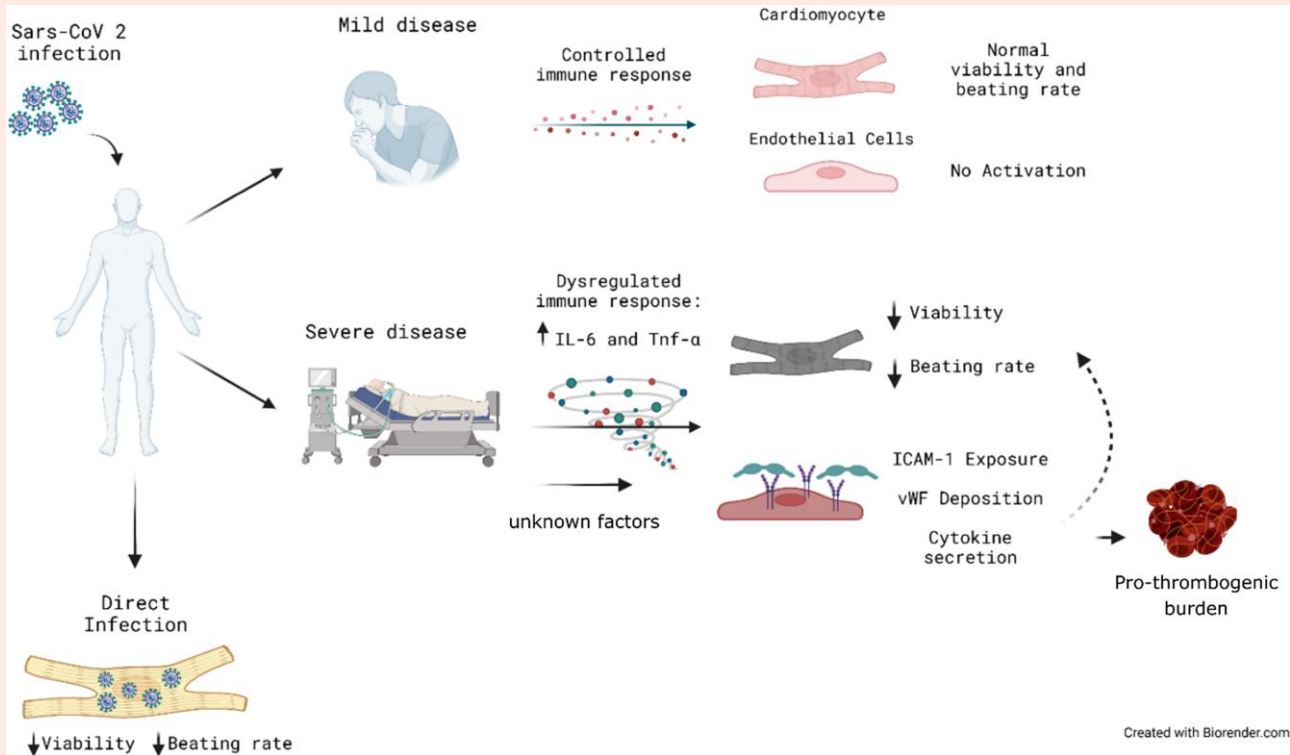 Sars-CoV 2
infection
Mild disease
Controlled
immune response
Cardiomyocyte
Normal
viability and
beating rate
Endothelial Cells
No Activation
Severe disease
Dysregulated
immune response:
IL-6 and Tnf-α
unknown factors
Viability
Beating rate
ICAM-1 Exposure
vWF Deposition
Cytokine
secretion
Pro-thrombogenic
burden
Direct
Infection
Viability
Beating rate
Created with Biorender.com